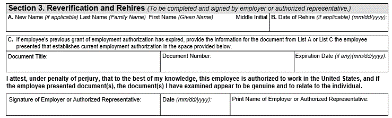 Section 3. Reverification and Rehires (To be completed and signed by employer or authorized representative.)
A. New Name (if applicable) Last Name (Family Name) First Name (Given Name) Middle Initial B. Date of Rehire (if applicable) (mm/dd/yyyy):
C. If employee's previous grant of employment authorization has expired, provide the information for the document from List A or List C the employee
presented that establishes current employment authorization in the space provided below.
Document Title: Document Number: Expiration Date (if any)(mm/dd/yyyy):
I attest, under penalty of perjury, that to the best of my knowledge, this employee is authorized to work in the United States, and if
the employee presented document(s), the document(s) I have examined appear to be genuine and to relate to the individual.
Signature of Employer or Authorized Representative: Date (mm/dd/yyyy): Print Name of Employer or Authorized Representative: